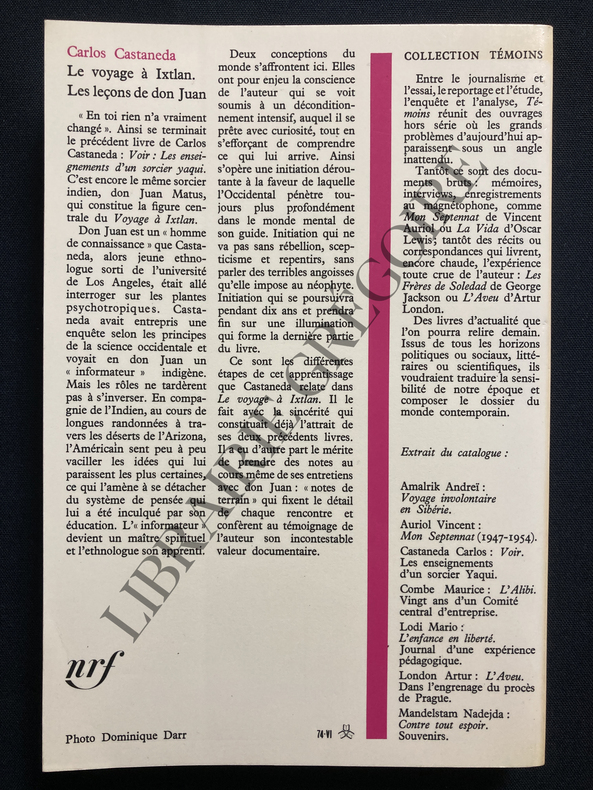 Carlos Castaneda
Le voyage à Ixtlan.
Les leçons de don Juan
« En toi rien n'a vraiment
changé ». Ainsi se terminait
le précédent livre de Carlos
Castaneda : Voir : Les ensei-
gnements d'un sorcier yaqui.
C'est encore le même sorcier
indien, don Juan Matus,
qui constitue la figure cen-
trale du Voyage à Ixtlan.
Don Juan est un « homme
de connaissance » que Casta-
neda, alors jeune ethno-
logue sorti de l'université
de Los Angeles, était allé
interroger sur les plantes
psychotropiques. Casta-
neda avait entrepris une
enquête selon les principes
de la science occidentale et
voyait en don Juan un
« informateur » indigène.
Mais les rôles ne tardèrent
pas à s'inverser. En compa-
gnie de l'Indien, au cours de
longues randonnées à tra-
vers les déserts de l'Arizona,
l'Américain sent peu à peu
vaciller les idées qui lui
paraissent les plus certaines,
ce qui l'amène à se détacher
du système de pensée qui
lui a été inculqué par son
éducation. L'« informateur »
devient un maître spirituel
et l'ethnologue son apprenti.
Deux conceptions du
monde s'affrontent ici. Elles
ont pour enjeu la conscience
de l'auteur qui se voit
soumis à un décondition-
nement intensif, auquel il se
prête avec curiosité, tout en
s'efforçant de comprendre
ce qui lui arrive. Ainsi
s'opère une initiation dérou-
tante à la faveur de laquelle
l'Occidental pénètre tou-
jours plus profondément
dans le monde mental de
son guide. Initiation qui ne
va pas sans rébellion, scep-
ticisme et repentirs, sans
parler des terribles angoisses
qu'elle impose au néophyte.
Initiation qui se poursuivra
pendant dix ans et prendra
fin sur une illumination
qui forme la dernière partie
du livre.
Ce sont les différentes
étapes de cet apprentissage
que Castaneda relate dans
Le voyage à Ixtlan. Il le
fait avec la sincérité qui
constituait déjà l'attrait de
ses deux précédents livres.
Il a eu d'autre part le mérite
de prendre des notes au
cours même de ses entretiens
avec don Juan : « notes de
terrain » qui fixent le détail
de chaque rencontre et
confèrent au témoignage de
l'auteur son incontestable
valeur documentaire.
COLLECTION TÉMOINS
Entre le journalisme et
l'essai, le reportage et l'étude,
l'enquête et l'analyse, Té-
moins réunit des ouvrages
hors série où les grands
problèmes d'aujourd'hui ap-
paraissent sous un angle
inattendu.
Tantôt ce sont des docu-
ments bruts : mémoires,
interviews, enregistrements
au magnétophone, comme
Mon Septennat de Vincent
Auriol ou La Vida d'Oscar
Lewis ; tantôt des récits ou
correspondances qui livrent,
encore chaude, l'expérience
toute crue de l'auteur : Les
Frères de Soledad de George
Jackson ou L'Aveu d'Artur
London.
Des livres d'actualité que
l'on pourra relire demain.
Issus de tous les horizons
politiques ou sociaux, litté-
raires ou scientifiques, ils
voudraient traduire la sensi-
bilité de notre époque et
composer le dossier du
monde contemporain.
Extrait du catalogue :
Amalrik Andreï :
Voyage involontaire
en Sibérie.
Auriol Vincent :
Mon Septennat (1947-1954).
Castaneda Carlos : Voir.
Les enseignements
d'un sorcier Yaqui.
Combe Maurice : L'Alibi.
Vingt ans d'un Comité
central d'entreprise.
Lodi Mario :
L'enfance en liberté.
Journal d'une expérience
pédagogique.
London Artur : L'Aveu.
Dans l'engrenage du procès
de Prague.
Mandelstam Nadejda :
Contre tout espoir.
Souvenirs.
nrf
Photo Dominique Darr
74-VI
LIBRAIRIE GRÉGOIRE